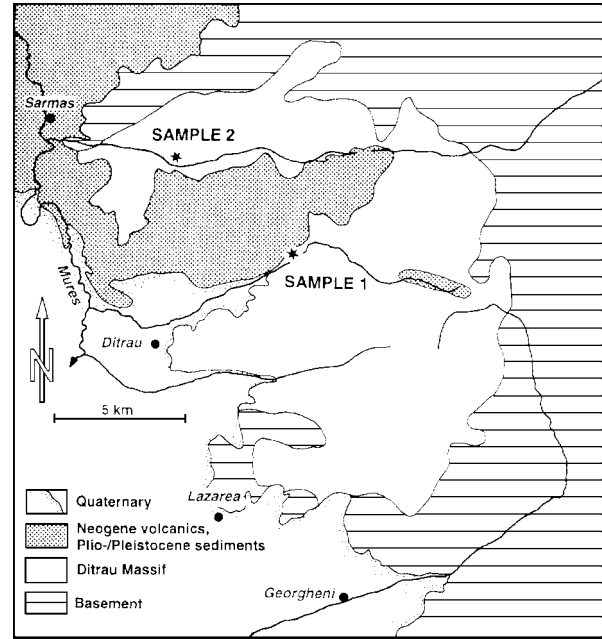 Sarmas
SAMPLE 2
Mures
SAMPLE 1
Ditrau
N
5 km
Lazarea
Georgheni
Quaternary
Neogene volcanics,
Plio-/Pleistocene sediments
Ditrau Massif
Basement